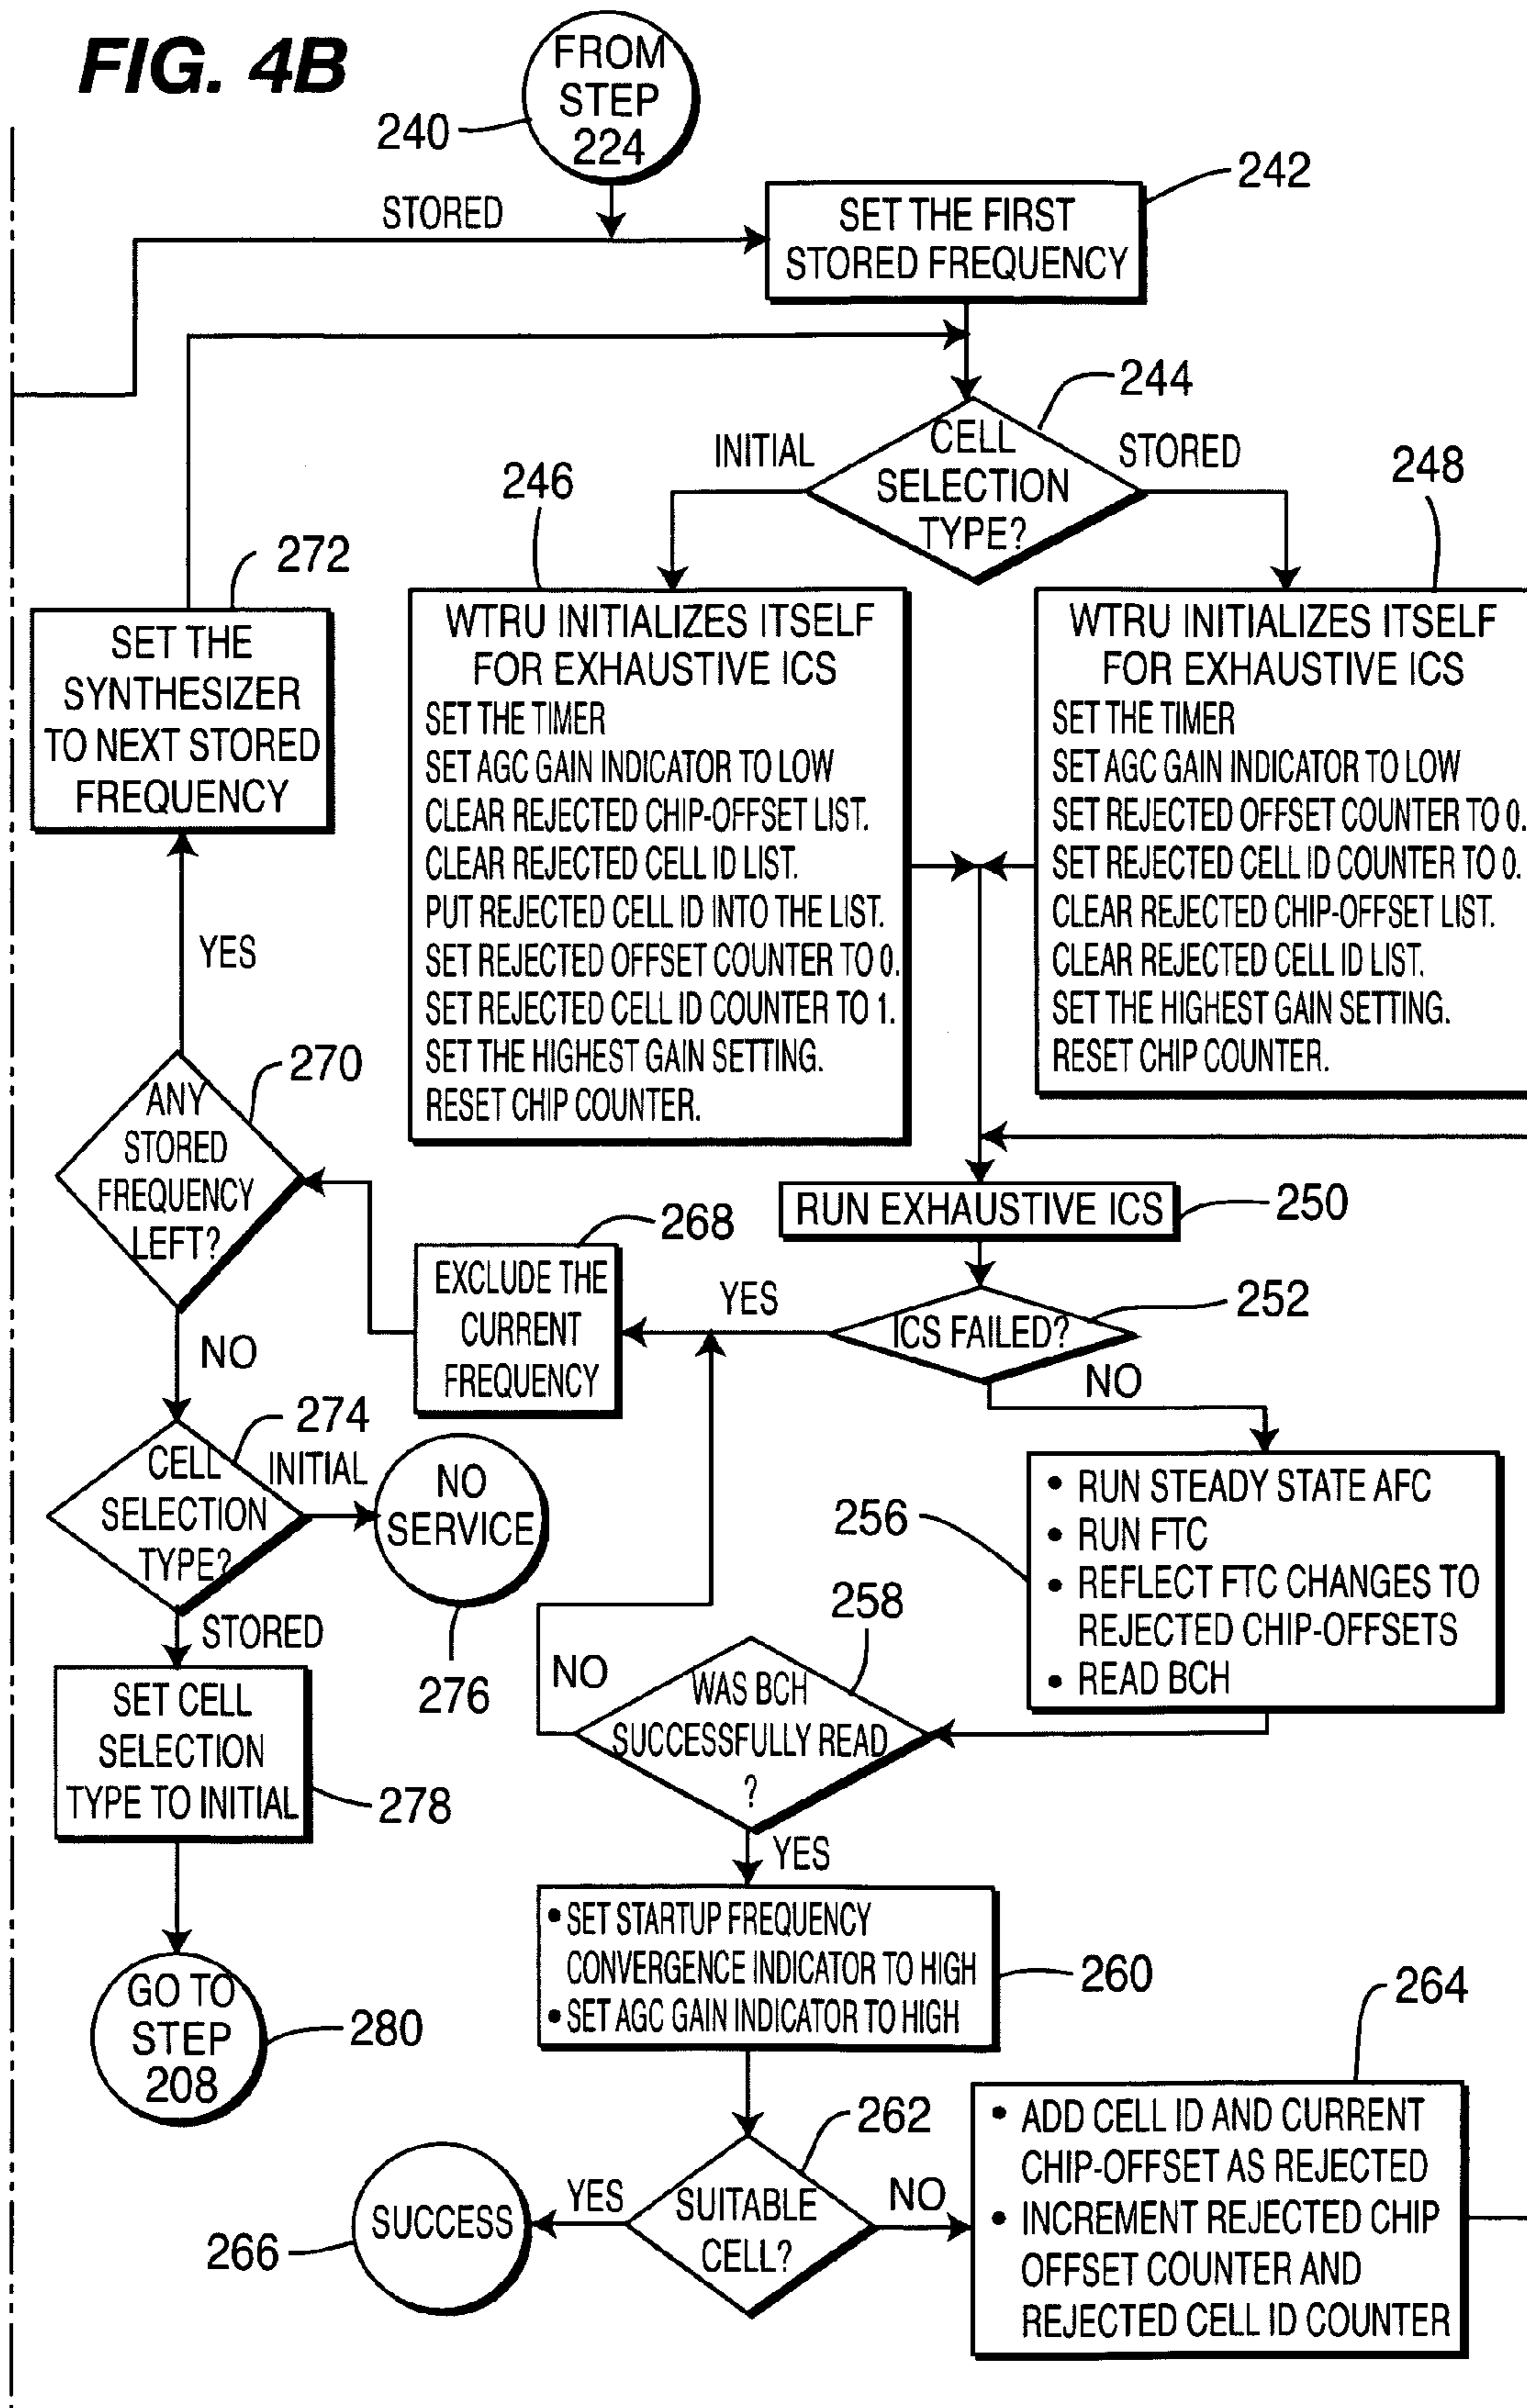 FIG. 4B
FROM
STEP
224
240
STORED
242
SET THE FIRST
STORED FREQUENCY
244
CELL
SELECTION
TYPE?
INITIAL
STORED
246
248
WTRU INITIALIZES ITSELF
FOR EXHAUSTIVE ICS
SET THE TIMER
SET AGC GAIN INDICATOR TO LOW
CLEAR REJECTED CHIP-OFFSET LIST.
CLEAR REJECTED CELL ID LIST.
PUT REJECTED CELL ID INTO THE LIST.
SET REJECTED OFFSET COUNTER TO 0.
SET REJECTED CELL ID COUNTER TO 1.
SET THE HIGHEST GAIN SETTING.
RESET CHIP COUNTER.
WTRU INITIALIZES ITSELF
FOR EXHAUSTIVE ICS
SET THE TIMER
SET AGC GAIN INDICATOR TO LOW
SET REJECTED OFFSET COUNTER TO 0.
SET REJECTED CELL ID COUNTER TO 0.
CLEAR REJECTED CHIP-OFFSET LIST.
CLEAR REJECTED CELL ID LIST.
SET THE HIGHEST GAIN SETTING.
RESET CHIP COUNTER.
272
SET THE
SYNTHESIZER
TO NEXT STORED
FREQUENCY
YES
270
ANY
STORED
FREQUENCY
LEFT?
NO
268
EXCLUDE THE
CURRENT
FREQUENCY
RUN EXHAUSTIVE ICS
250
YES
ICS FAILED?
252
NO
274
CELL
SELECTION
TYPE?
INITIAL
NO
SERVICE
276
STORED
SET CELL
SELECTION
TYPE TO INITIAL
278
GO TO
STEP
208
280
256
• RUN STEADY STATE AFC
• RUN FTC
• REFLECT FTC CHANGES TO
REJECTED CHIP-OFFSETS
• READ BCH
258
NO
WAS BCH
SUCCESSFULLY READ
?
YES
• SET STARTUP FREQUENCY
CONVERGENCE INDICATOR TO HIGH
• SET AGC GAIN INDICATOR TO HIGH
260
262
SUITABLE
CELL?
YES
SUCCESS
266
NO
264
• ADD CELL ID AND CURRENT
CHIP-OFFSET AS REJECTED
• INCREMENT REJECTED CHIP
OFFSET COUNTER AND
REJECTED CELL ID COUNTER